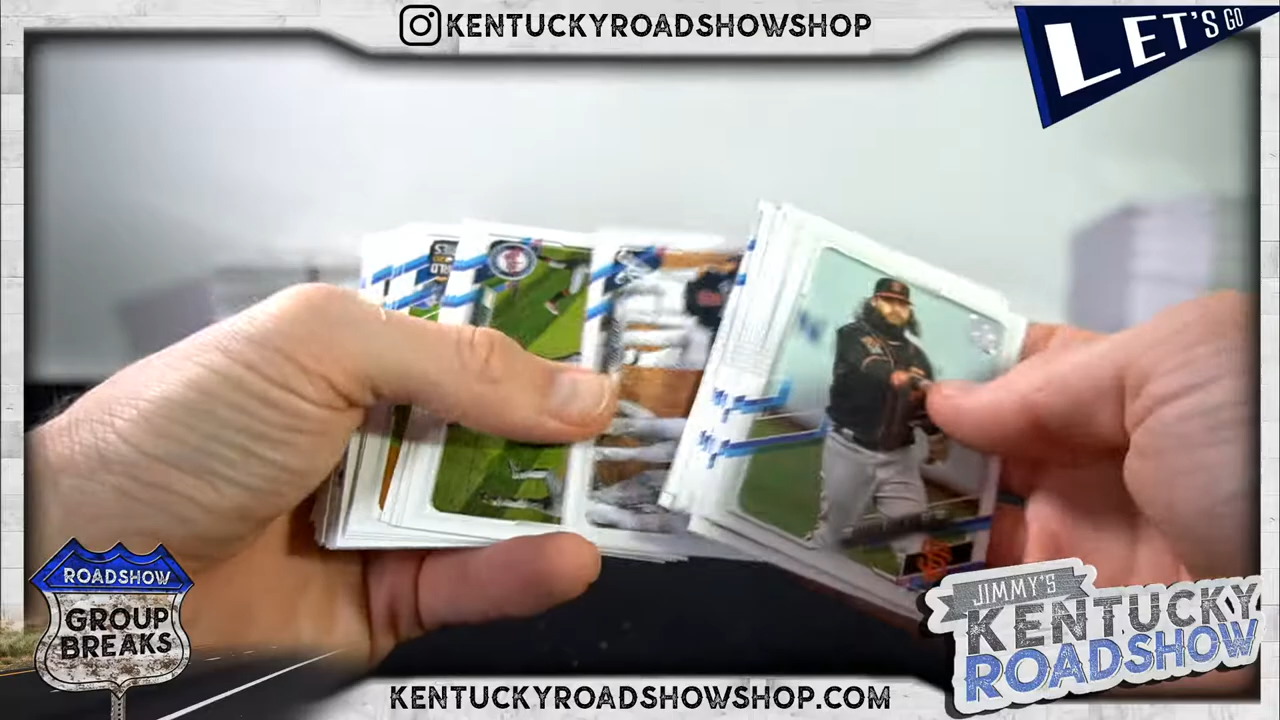 KENTUCKYROADSHOWSHOP
LET'S GO
ROADSHOW
GROUP
BREAKS
JIMMY'S
KENTUCKY
ROADSHOW
KENTUCKYROADSHOWSHOP.COM